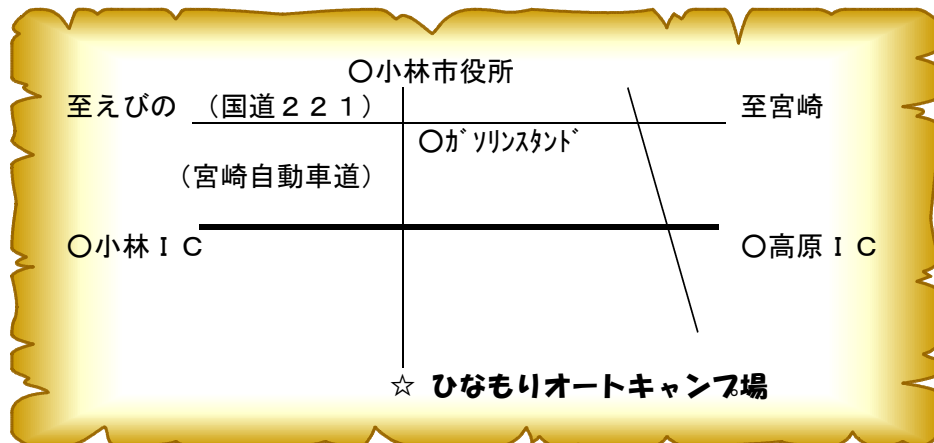 ○小林市役所
至えびの （国道２２１） 至宮崎
○ｶﾞｿﾘﾝｽﾀﾝﾄﾞ
（宮崎自動車道）
○小林ＩＣ ○高原ＩＣ
☆ ひなもりオートキャンプ場